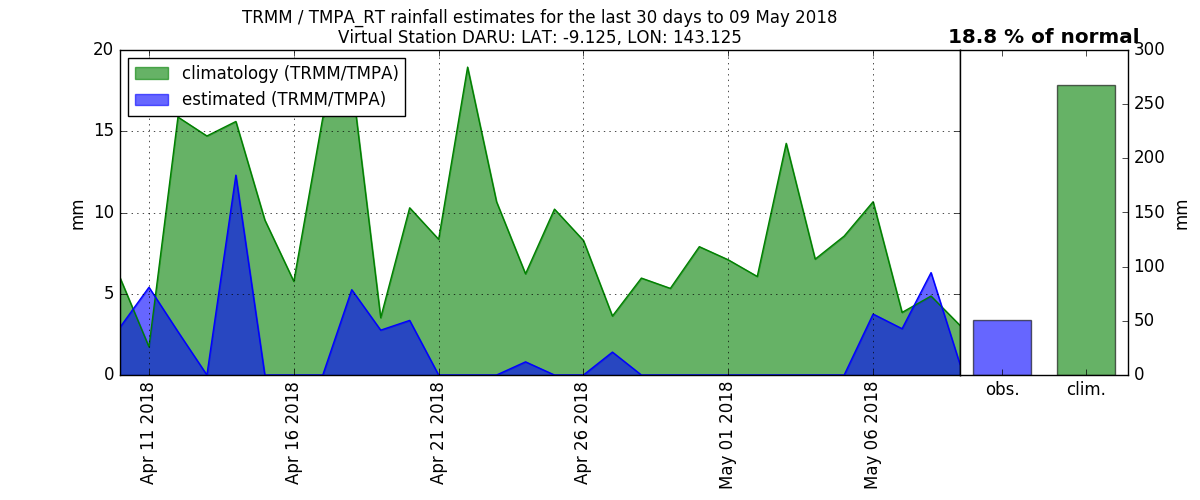 TRMM / TMPA_RT rainfall estimates for the last 30 days to 09 May 2018
Virtual Station DARU: LAT: -9.125, LON: 143.125
18.8 % of normal
climatology (TRMM/TMPA)
estimated (TRMM/TMPA)
20
15
10
5
0
mm
Apr 11 2018
Apr 16 2018
Apr 21 2018
Apr 26 2018
May 01 2018
May 06 2018
300
250
200
150
100
50
0
mm
obs.
clim.